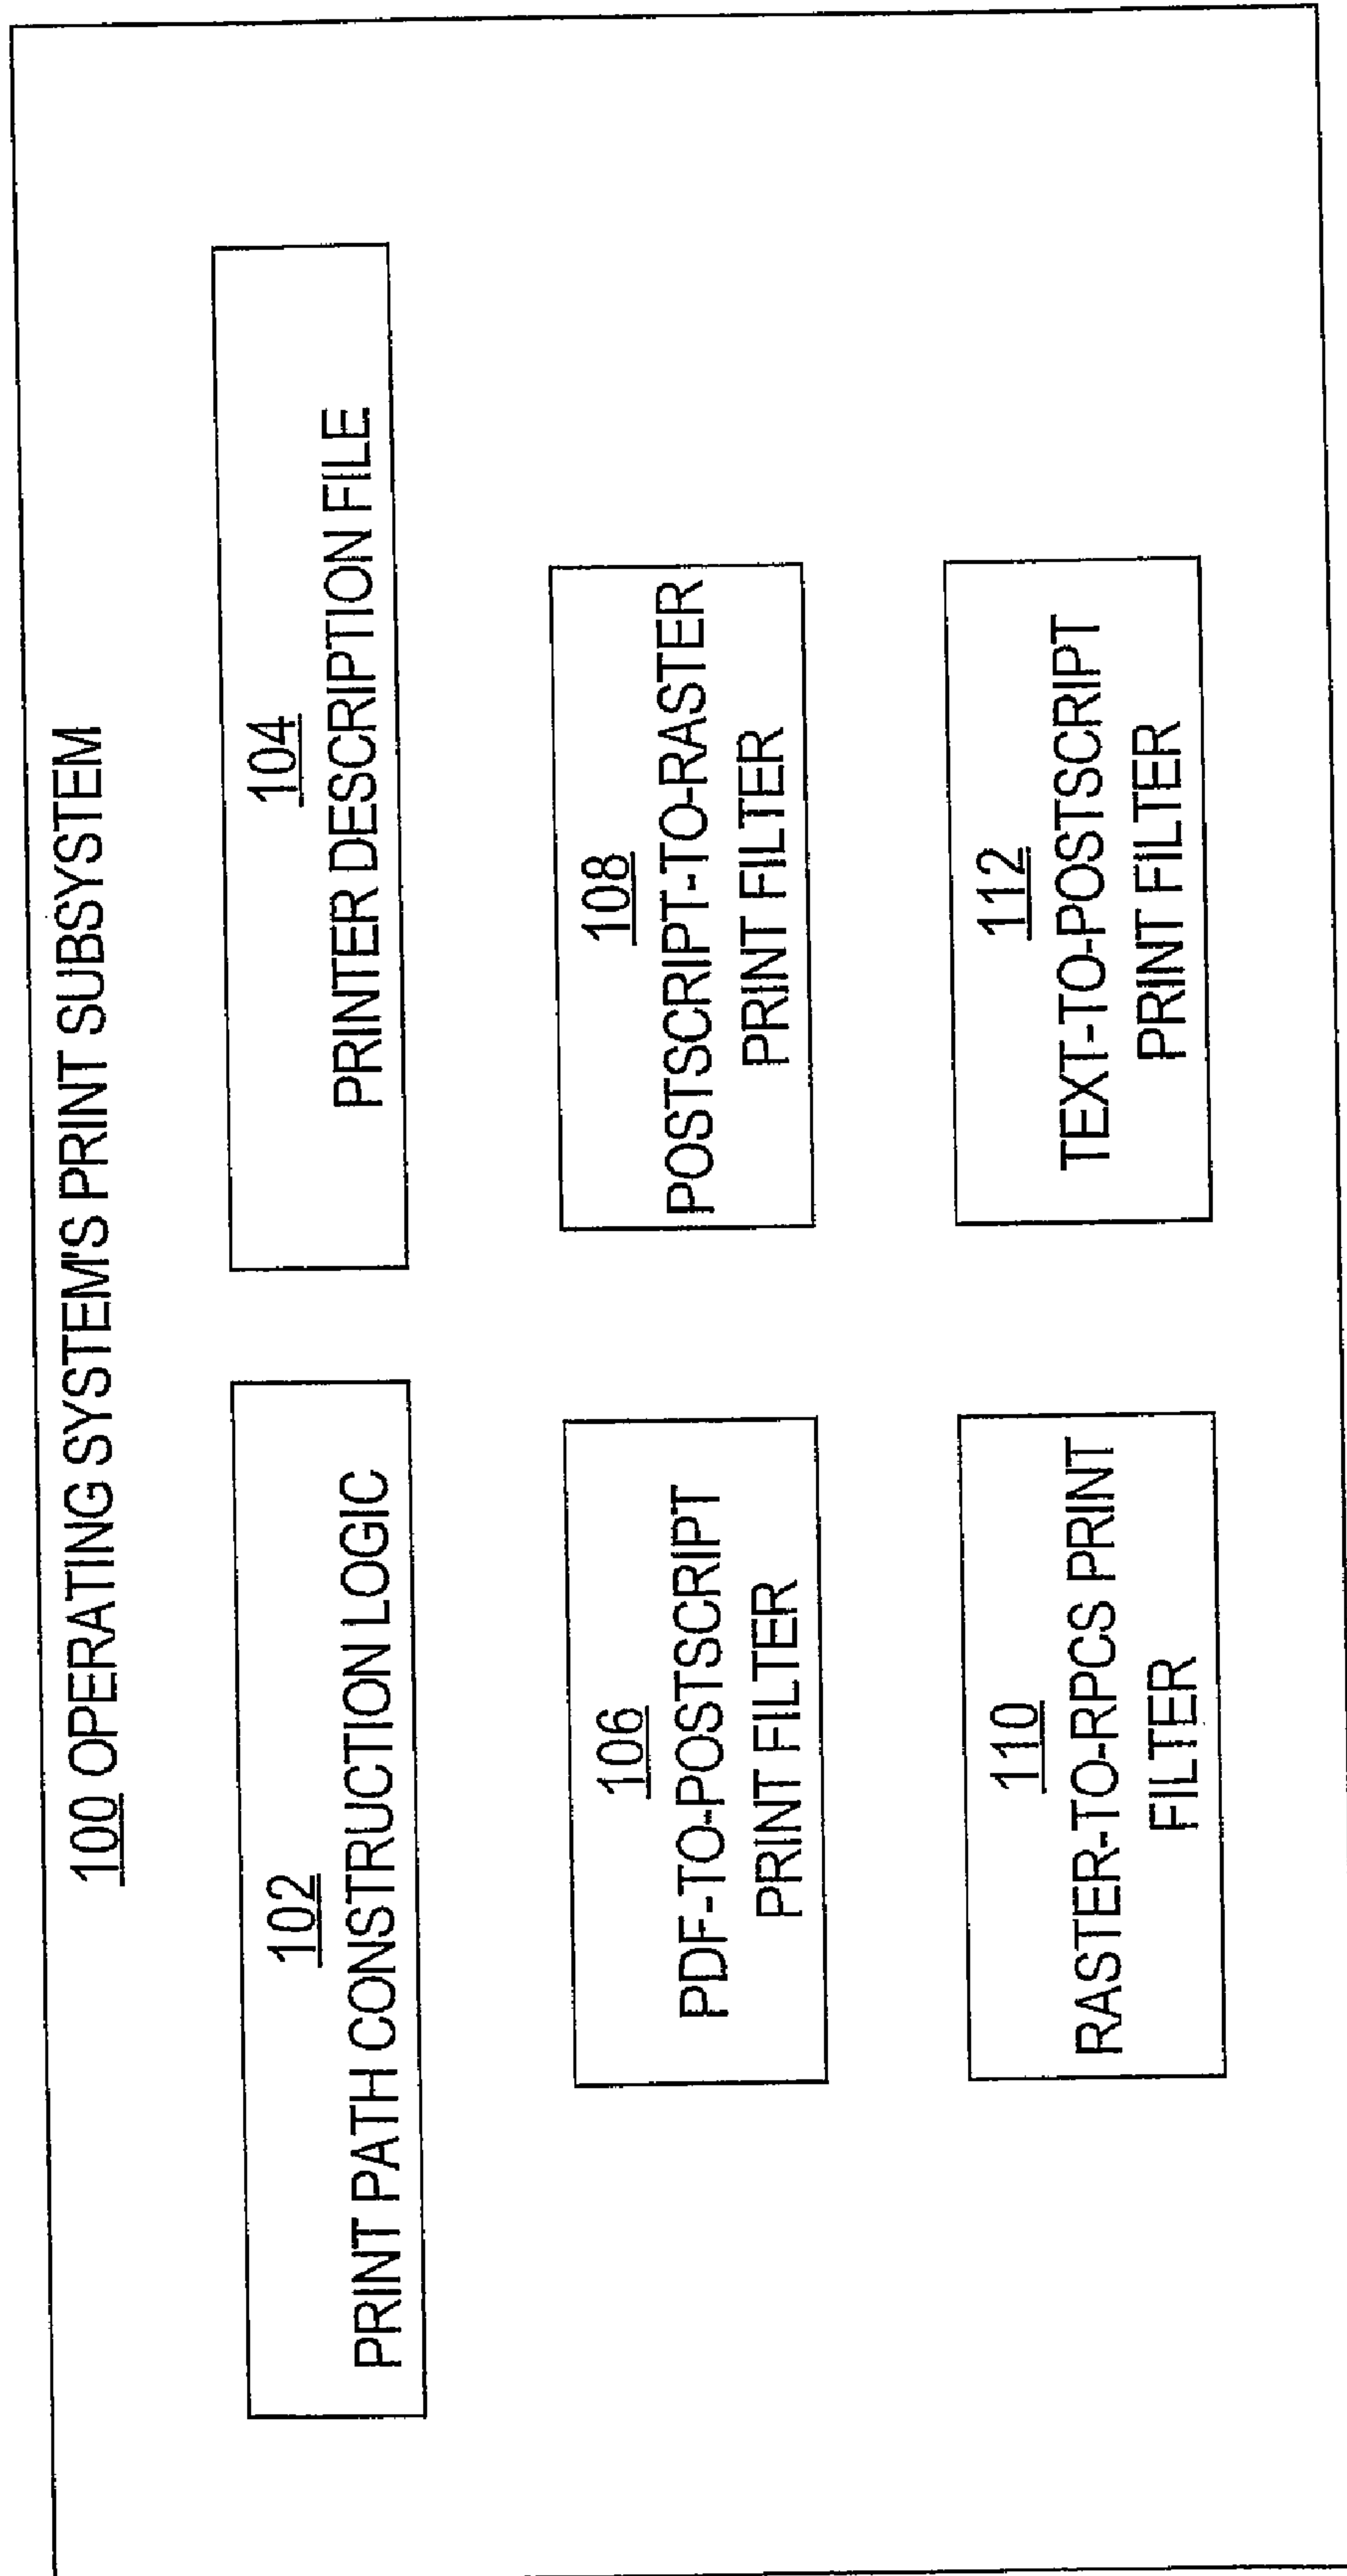 100 OPERATING SYSTEM'S PRINT SUBSYSTEM
102
PRINT PATH CONSTRUCTION LOGIC
104
PRINTER DESCRIPTION FILE
106
PDF-TO-POSTSCRIPT
PRINT FILTER
108
POSTSCRIPT-TO-RASTER
PRINT FILTER
110
RASTER-TO-RPCS PRINT
FILTER
112
TEXT-TO-POSTSCRIPT
PRINT FILTER